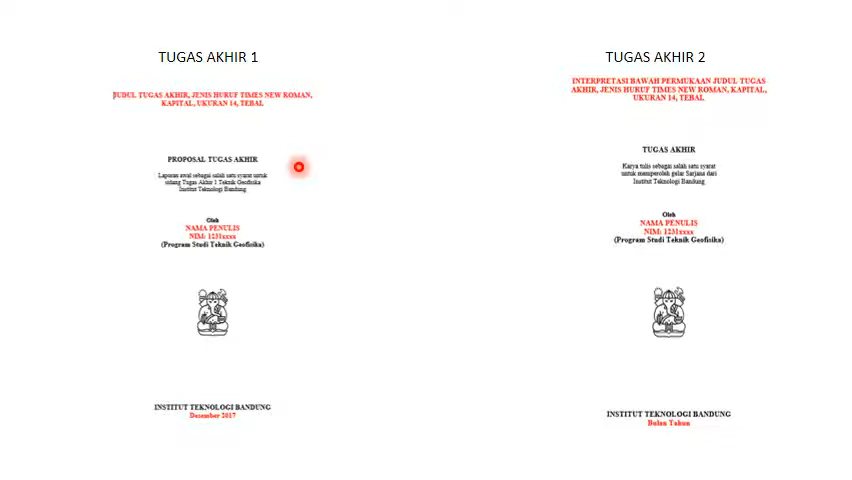 TUGAS AKHIR 1
JUDUL TUGAS AKHIR, JENIS HURUF TIMES NEW ROMAN,
KAPITAL, UKURAN 14, TEBAL
PROPOSAL TUGAS AKHIR
Laporan awal sebagai salah satu syarat untuk
sidang Tugas Akhir 1 Teknik Geofisika
Institut Teknologi Bandung
Oleh
NAMA PENULIS
NIM: 1231xxxx
(Program Studi Teknik Geofisika)
INSTITUT TEKNOLOGI BANDUNG
Desember 2017
TUGAS AKHIR 2
INTERPRETASI BAWAH PERMUKAAN JUDUL TUGAS
AKHIR, JENIS HURUF TIMES NEW ROMAN, KAPITAL,
UKURAN 14, TEBAL
TUGAS AKHIR
Karya tulis sebagai salah satu syarat
untuk memperoleh gelar Sarjana dari
Institut Teknologi Bandung
Oleh
NAMA PENULIS
NIM: 1231xxxx
(Program Studi Teknik Geofisika)
INSTITUT TEKNOLOGI BANDUNG
Bulan Tahun